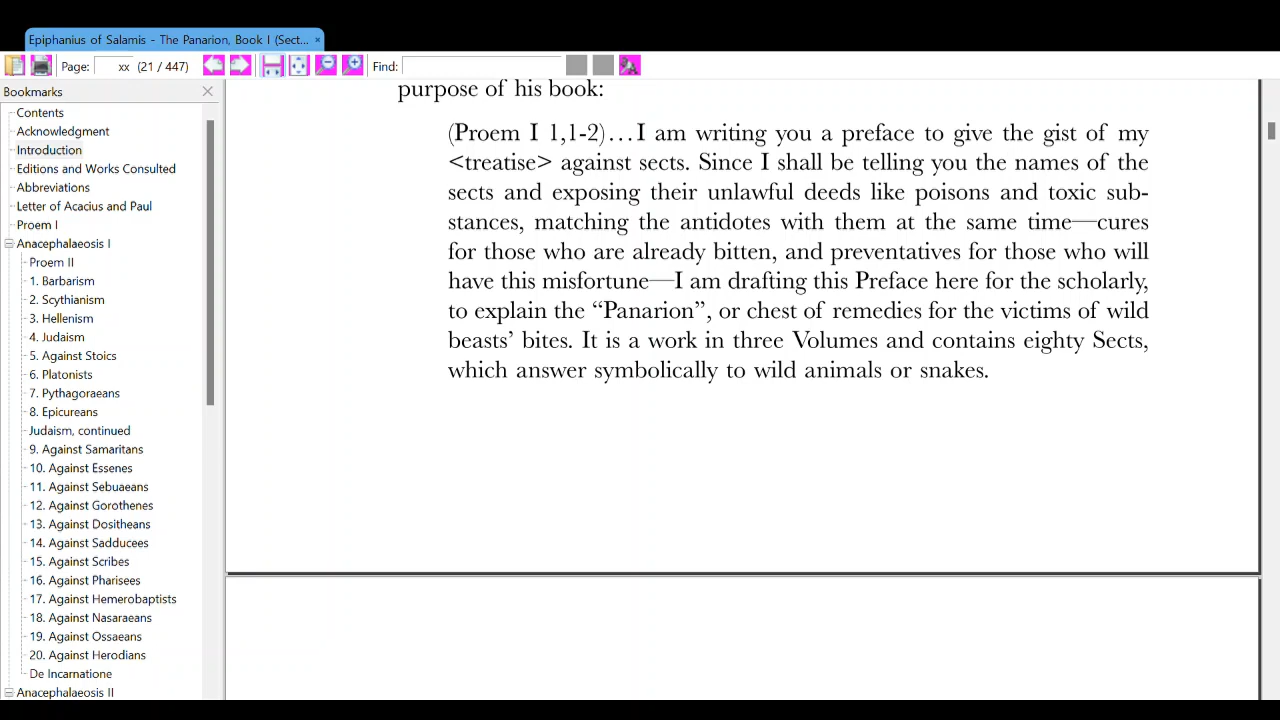 Epiphanius of Salamis - The Panarion, Book I (Sect... ×
Page: xx (21 / 447) Find:
Bookmarks
Contents
Acknowledgment
Introduction
Editions and Works Consulted
Abbreviations
Letter of Acacius and Paul
Proem I
Anacephalaeosis I
Proem II
1. Barbarism
2. Scythianism
3. Hellenism
4. Judaism
5. Against Stoics
6. Platonists
7. Pythagoraeans
8. Epicureans
Judaism, continued
9. Against Samaritans
10. Against Essenes
11. Against Sebuaeans
12. Against Gorothenes
13. Against Dositheans
14. Against Sadducees
15. Against Scribes
16. Against Pharisees
17. Against Hemerobaptists
18. Against Nasaraeans
19. Against Ossaeans
20. Against Herodians
De Incarnatione
Anacephalaeosis II
purpose of his book:
(Proem I 1,1-2)…I am writing you a preface to give the gist of my
<treatise> against sects. Since I shall be telling you the names of the
sects and exposing their unlawful deeds like poisons and toxic sub-
stances, matching the antidotes with them at the same time—cures
for those who are already bitten, and preventatives for those who will
have this misfortune—I am drafting this Preface here for the scholarly,
to explain the “Panarion”, or chest of remedies for the victims of wild
beasts’ bites. It is a work in three Volumes and contains eighty Sects,
which answer symbolically to wild animals or snakes.